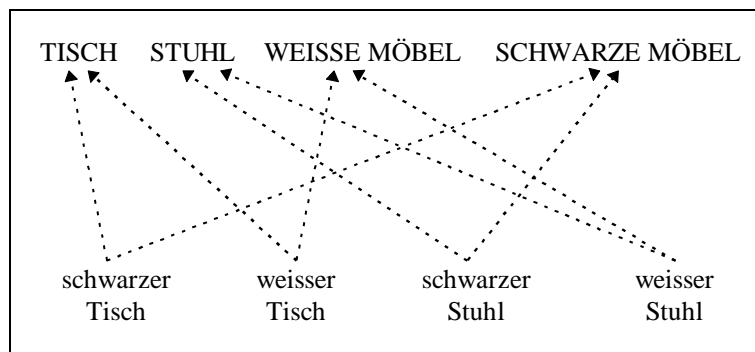 TISCH STUHL WEISSE MÖBEL SCHWARZE MÖBEL
schwarzer Tisch
weisser Tisch
schwarzer Stuhl
weisser Stuhl